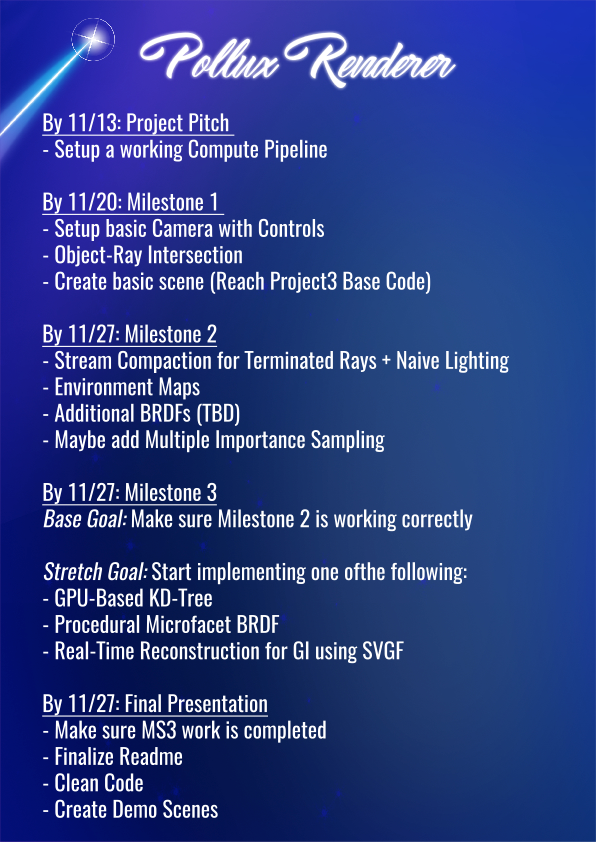 Pollux Renderer
By 11/13: Project Pitch
- Setup a working Compute Pipeline
By 11/20: Milestone 1
- Setup basic Camera with Controls
- Object-Ray Intersection
- Create basic scene (Reach Project3 Base Code)
By 11/27: Milestone 2
- Stream Compaction for Terminated Rays + Naive Lighting
- Environment Maps
- Additional BRDFs (TBD)
- Maybe add Multiple Importance Sampling
By 11/27: Milestone 3
Base Goal: Make sure Milestone 2 is working correctly
Stretch Goal: Start implementing one ofthe following:
- GPU-Based KD-Tree
- Procedural Microfacet BRDF
- Real-Time Reconstruction for GI using SVGF
By 11/27: Final Presentation
- Make sure MS3 work is completed
- Finalize Readme
- Clean Code
- Create Demo Scenes